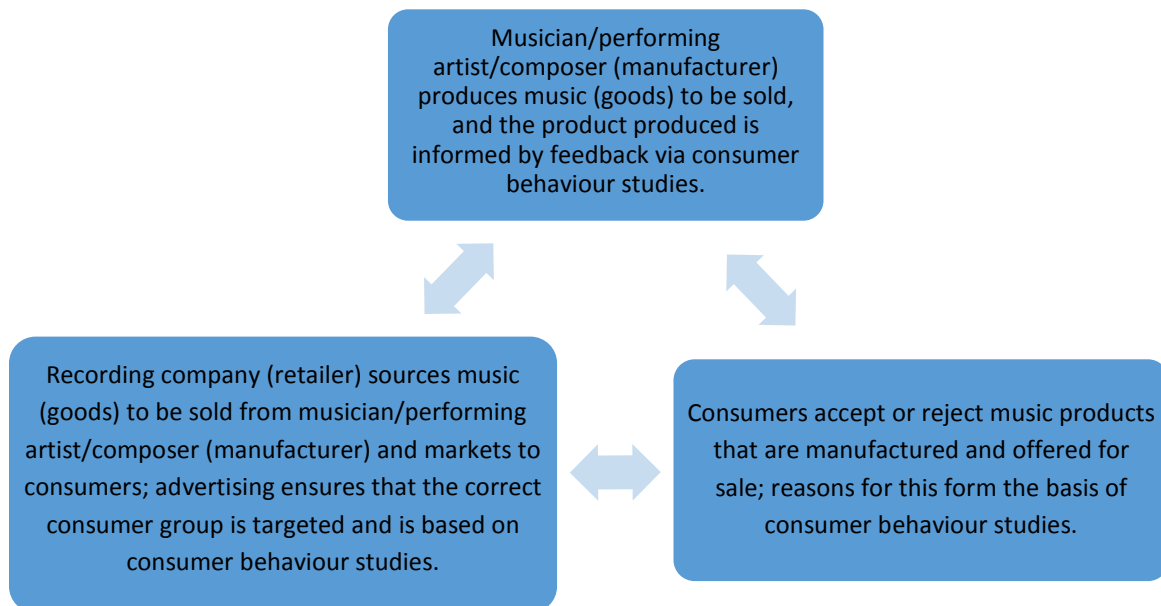 Musician/performing
artist/composer (manufacturer)
produces music (goods) to be sold,
and the product produced is
informed by feedback via consumer
behaviour studies.
Recording company (retailer) sources music
(goods) to be sold from musician/performing
artist/composer (manufacturer) and markets to
consumers; advertising ensures that the correct
consumer group is targeted and is based on
consumer behaviour studies.
Consumers accept or reject music products
that are manufactured and offered for
sale; reasons for this form the basis of
consumer behaviour studies.